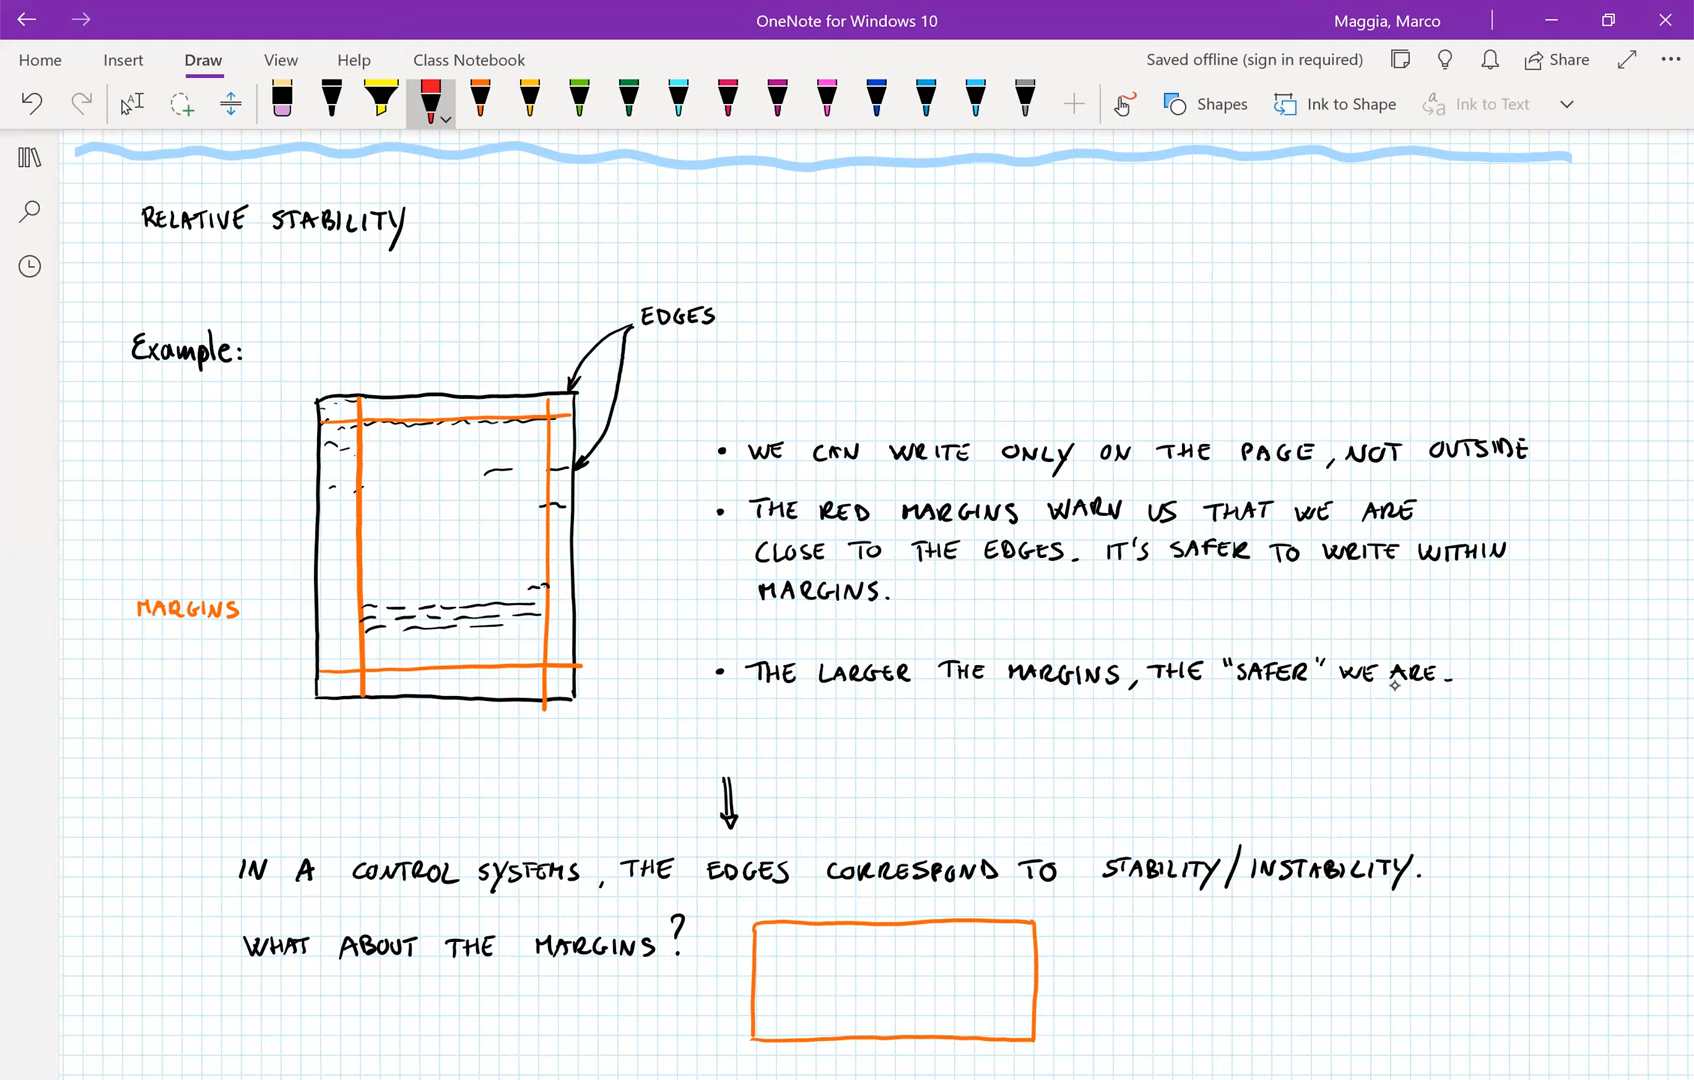 OneNote for Windows 10
Maggia, Marco
Home Insert Draw View Help Class Notebook
Saved offline (sign in required) Share
Shapes Ink to Shape Ink to Text
RELATIVE STABILITY
EDGES
Example:
• WE CAN WRITE ONLY ON THE PAGE, NOT OUTSIDE
• THE RED MARGINS WARN US THAT WE ARE
CLOSE TO THE EDGES. IT'S SAFER TO WRITE WITHIN
MARGINS.
MARGINS
• THE LARGER THE MARGINS, THE "SAFER" WE ARE.
IN A CONTROL SYSTEMS, THE EDGES CORRESPOND TO STABILITY/INSTABILITY.
WHAT ABOUT THE MARGINS?